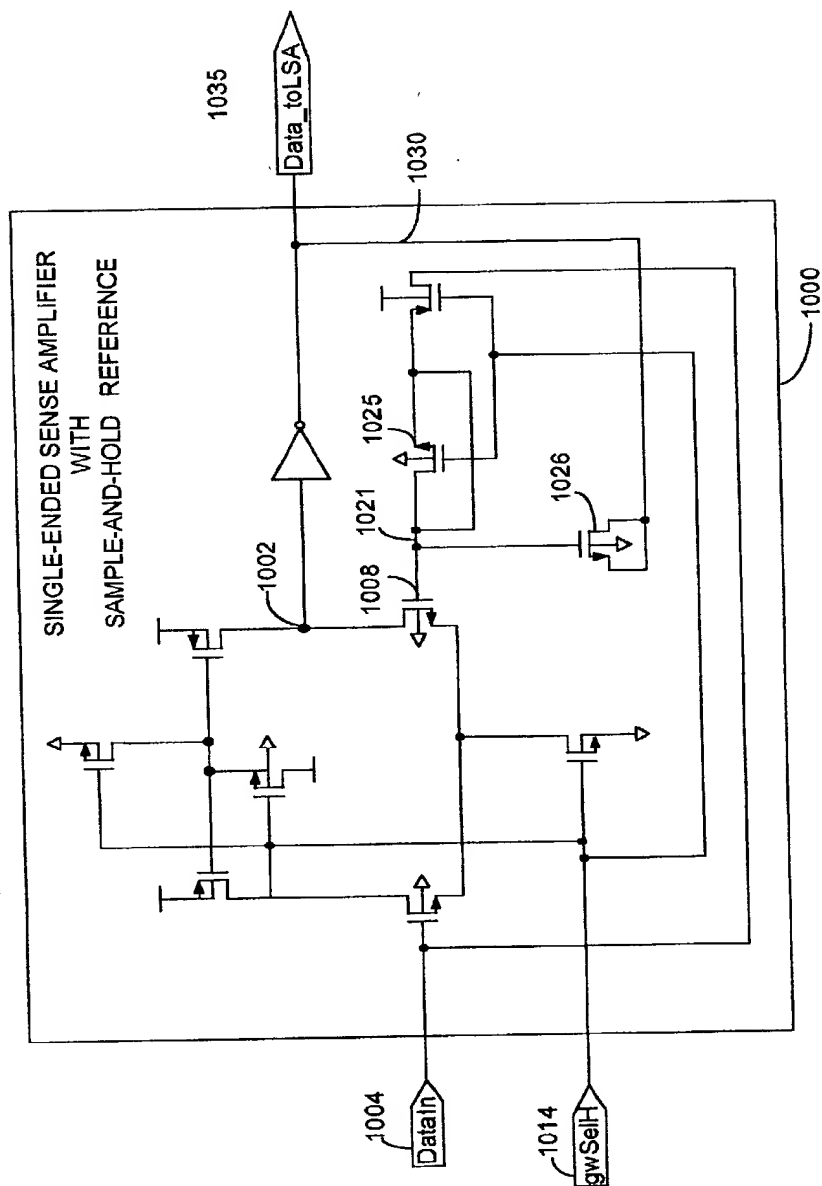 SINGLE-ENDED SENSE AMPLIFIER
WITH
SAMPLE-AND-HOLD REFERENCE
1035
Data_toLSA
1030
1002
1025
1021
1008
1026
1004
DataIn
1014
gwSelH
1000